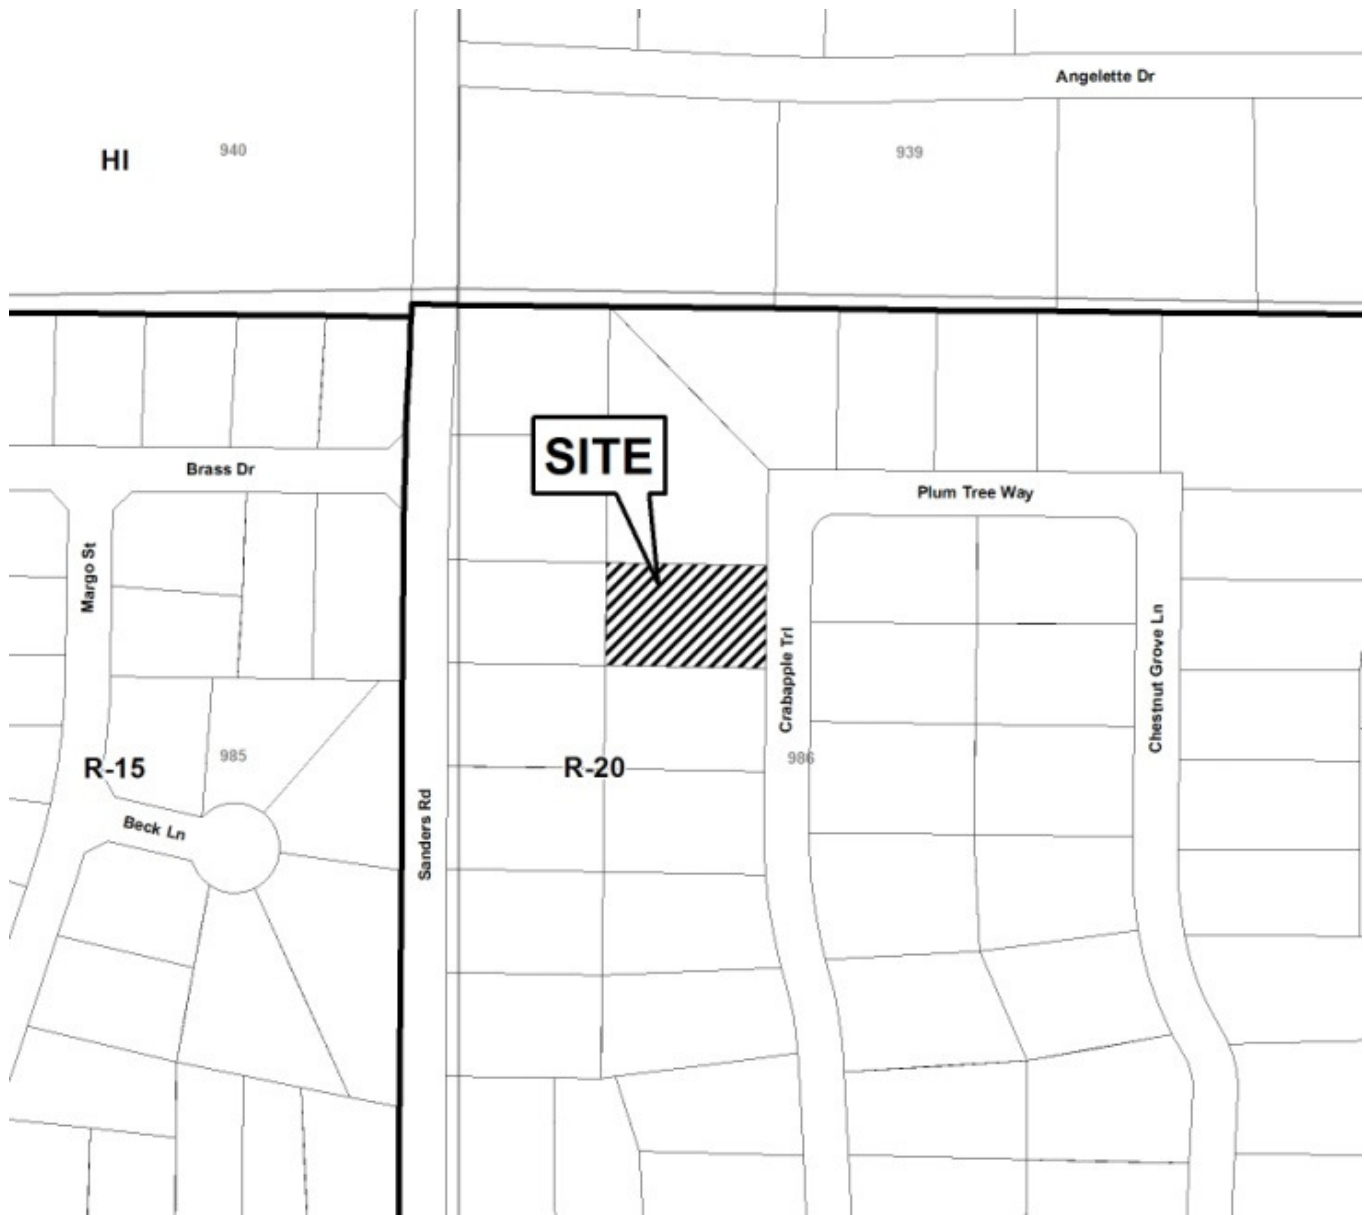 Angelette Dr
HI
940
939
SITE
Brass Dr
Plum Tree Way
Margo St
Crabapple Trl
Chestnut Grove Ln
R-15
985
R-20
986
Beck Ln
Sanders Rd